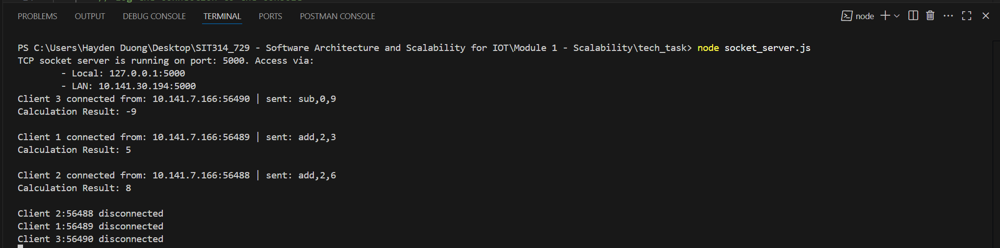 PROBLEMS OUTPUT DEBUG CONSOLE TERMINAL PORTS POSTMAN CONSOLE node
PS C:\Users\Hayden Duong\Desktop\SIT314_729 - Software Architecture and Scalability for IOT\Module 1 - Scalability\tech_task> node socket_server.js
TCP socket server is running on port: 5000. Access via:
- Local: 127.0.0.1:5000
- LAN: 10.141.30.194:5000
Client 3 connected from: 10.141.7.166:56490 | sent: sub,0,9
Calculation Result: -9
Client 1 connected from: 10.141.7.166:56489 | sent: add,2,3
Calculation Result: 5
Client 2 connected from: 10.141.7.166:56488 | sent: add,2,6
Calculation Result: 8
Client 2:56488 disconnected
Client 1:56489 disconnected
Client 3:56490 disconnected